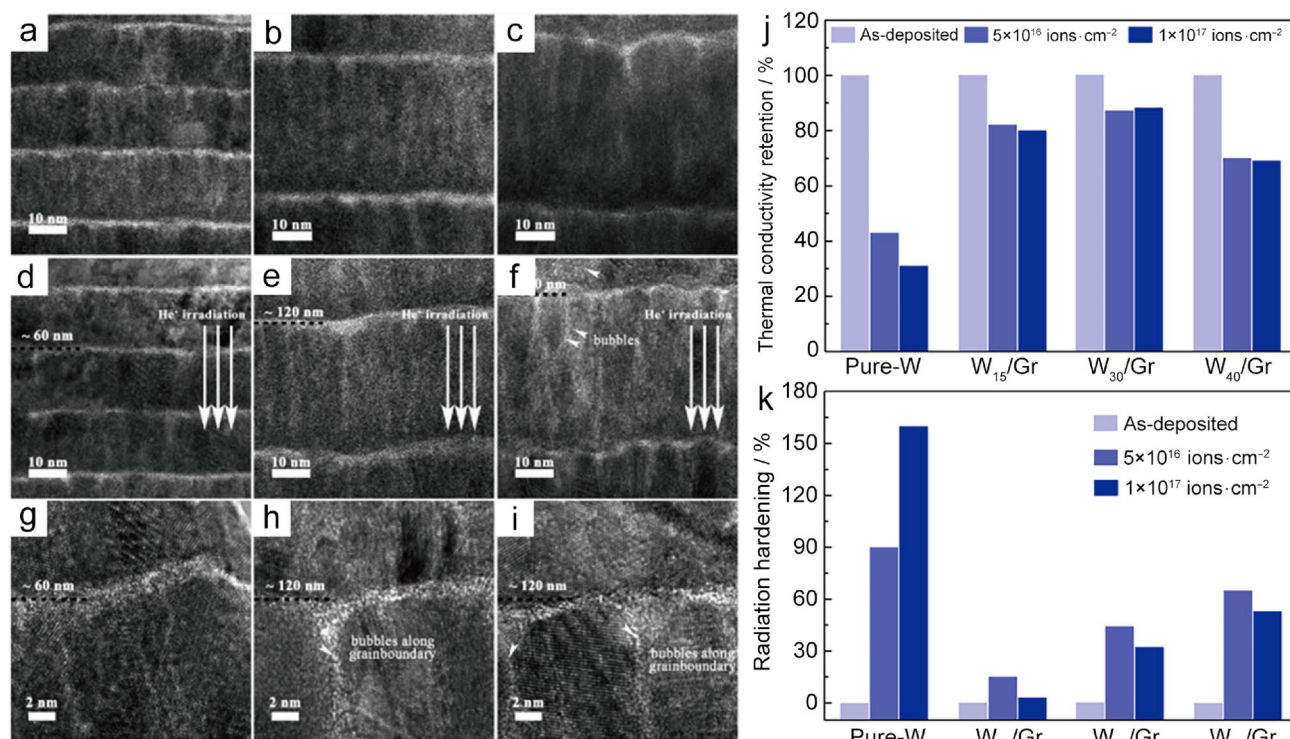 a
b
c
10 nm
10 nm
10 nm
d
~ 60 nm
He⁺ irradiation
10 nm
e
~ 120 nm
He⁺ irradiation
10 nm
f
He⁺ irradiation
bubbles
10 nm
g
~ 60 nm
2 nm
h
~ 120 nm
bubbles along
grainboundary
2 nm
i
~ 120 nm
bubbles along
grainboundary
2 nm
j
As-deposited 5×10¹⁶ ions·cm⁻² 1×10¹⁷ ions·cm⁻²
Thermal conductivity retention / %
120
100
80
60
40
20
0
Pure-W W₁₅/Gr W₃₀/Gr W₄₀/Gr
k
As-deposited
5×10¹⁶ ions·cm⁻²
1×10¹⁷ ions·cm⁻²
Radiation hardening / %
180
150
120
90
60
30
0
Pure-W W /Gr W /Gr W /Gr